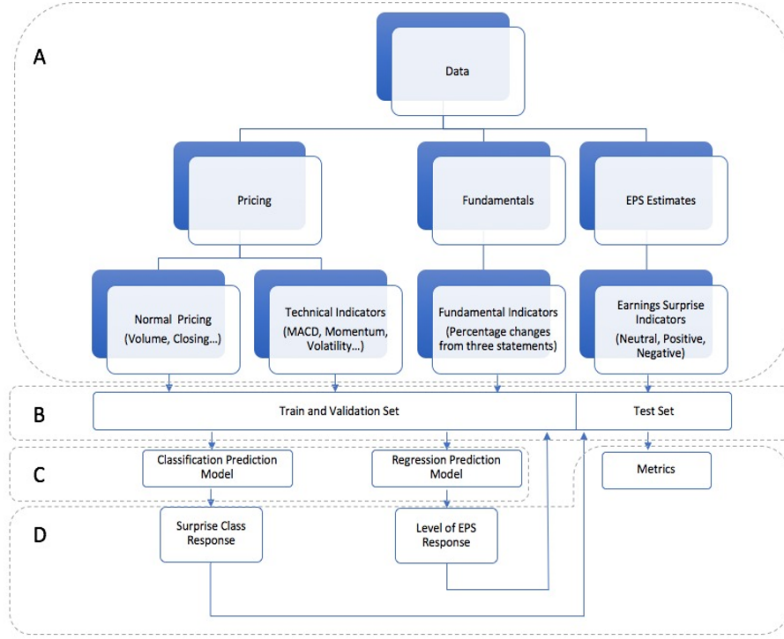 A
Data
Pricing
Fundamentals
EPS Estimates
Normal Pricing
(Volume, Closing...)
Technical Indicators
(MACD, Momentum,
Volatility...)
Fundamental Indicators
(Percentage changes
from three statements)
Earnings Surprise
Indicators
(Neutral, Positive,
Negative)
B
Train and Validation Set
Test Set
C
Classification Prediction
Model
Regression Prediction
Model
Metrics
D
Surprise Class
Response
Level of EPS
Response